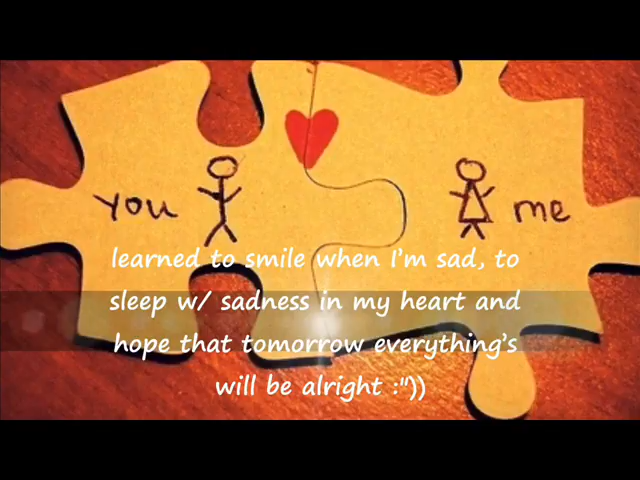 you
me
learned to smile when I'm sad, to
sleep w/ sadness in my heart and
hope that tomorrow everything's
will be alright :"))